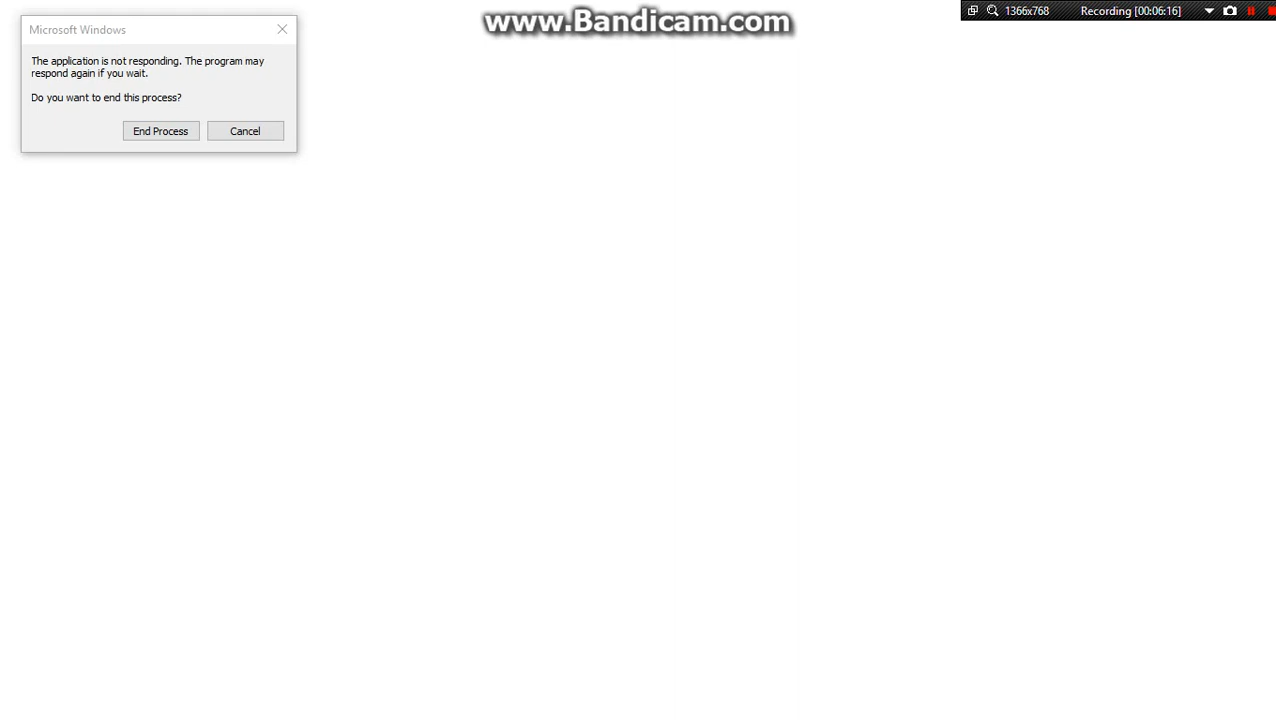 www.Bandicam.com
1366x768 Recording [00:06:16]
Microsoft Windows
The application is not responding. The program may
respond again if you wait.
Do you want to end this process?
End Process Cancel